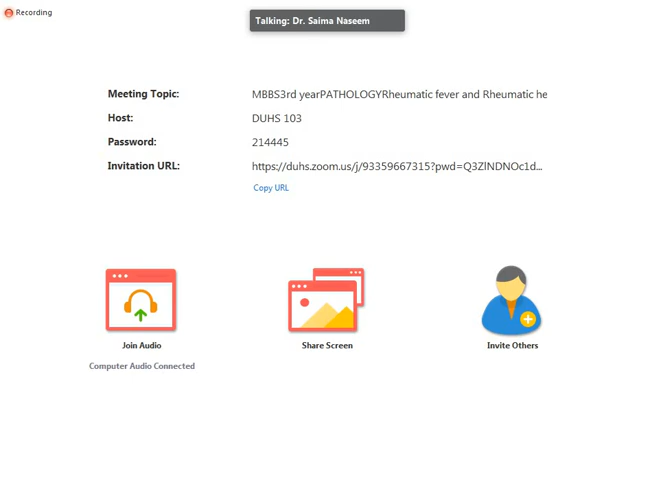 Recording
Talking: Dr. Saima Naseem
Meeting Topic: MBBS3rd yearPATHOLOGYRheumatic fever and Rheumatic he
Host: DUHS 103
Password: 214445
Invitation URL: https://duhs.zoom.us/j/93359667315?pwd=Q3ZlNDNOc1d...
Copy URL
Join Audio
Share Screen
Invite Others
Computer Audio Connected